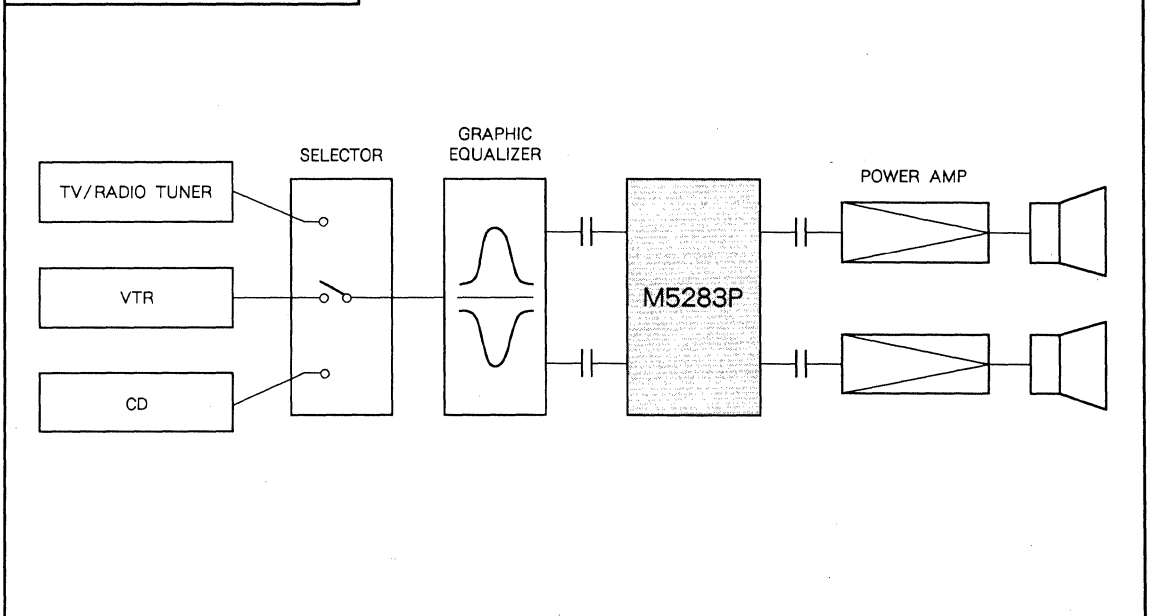 GRAPHIC
EQUALIZER
SELECTOR
POWER AMP
TV/RADIO TUNER
VTR
CD
M5283P